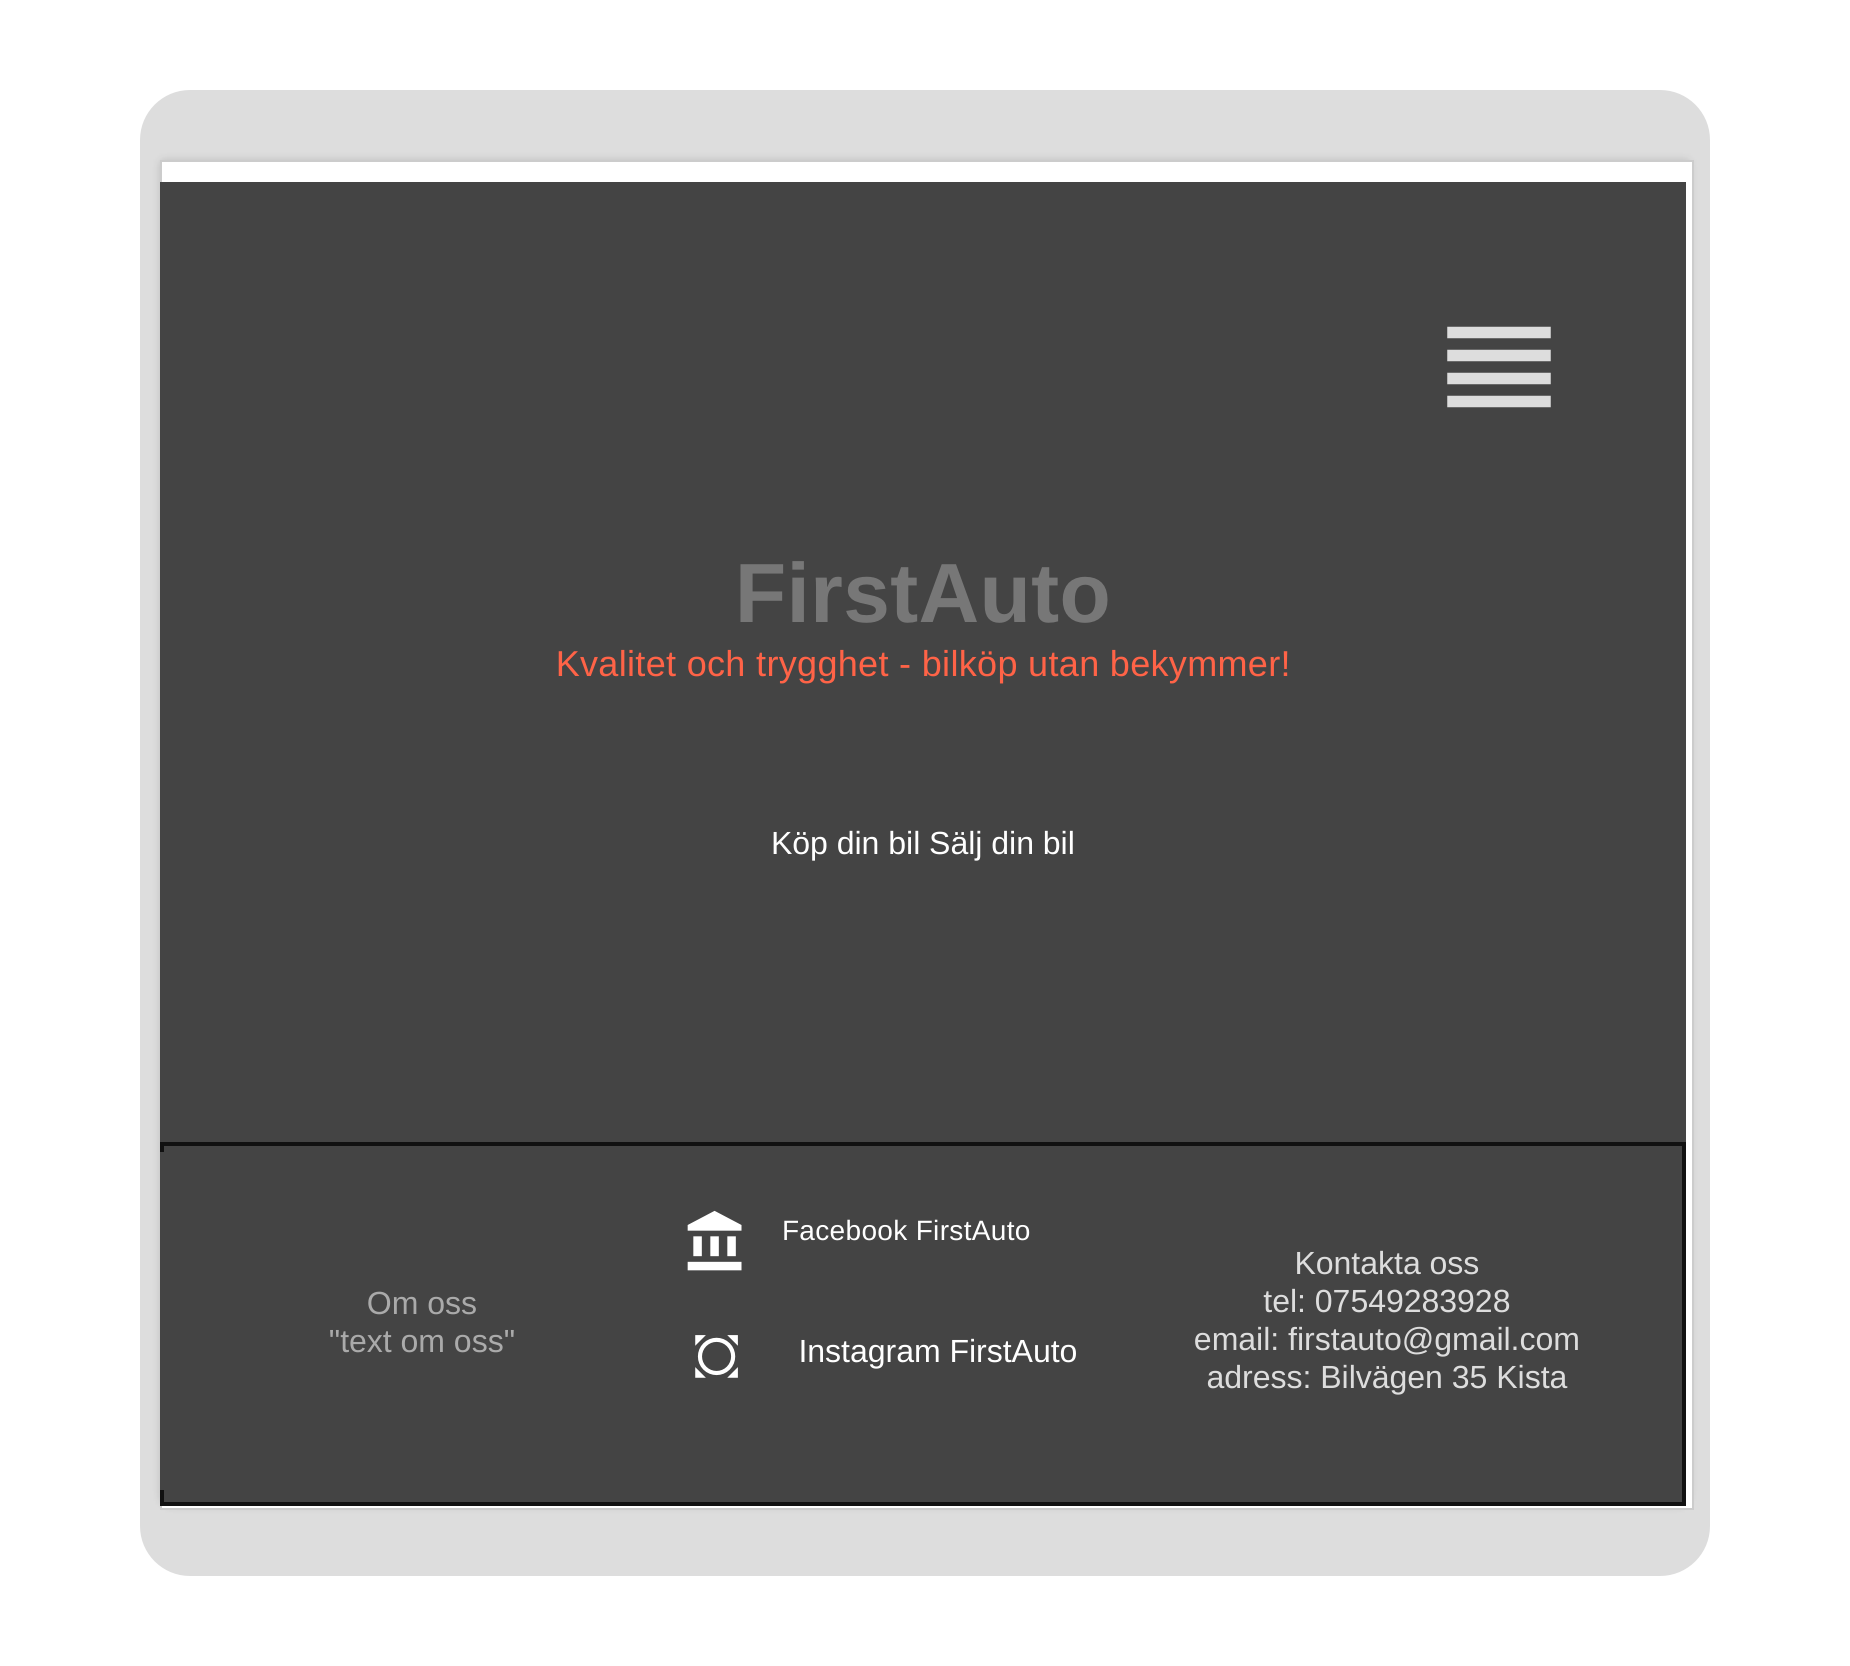 FirstAuto
Kvalitet och trygghet - bilköp utan bekymmer!
Köp din bil Sälj din bil
Om oss
"text om oss"
Facebook FirstAuto
Instagram FirstAuto
Kontakta oss
tel: 07549283928
email: firstauto@gmail.com
adress: Bilvägen 35 Kista